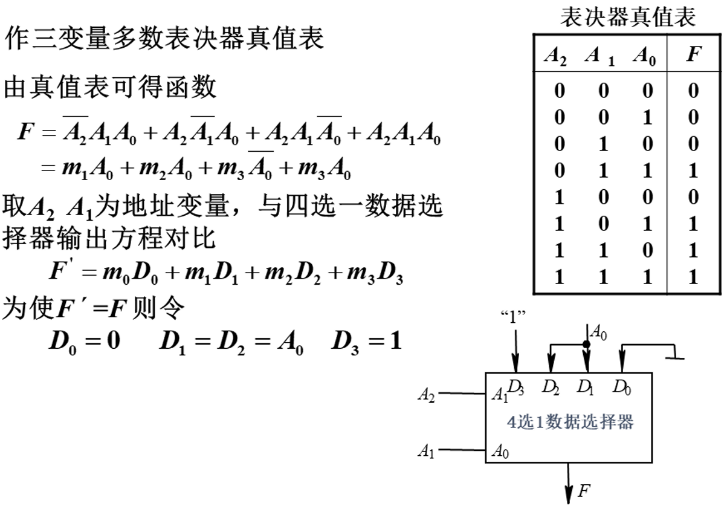 作三变量多数表决器真值表
由真值表可得函数
F = A̅₂A₁A₀ + A₂A̅₁A₀ + A₂A₁A̅₀ + A₂A₁A₀
= m₁A₀ + m₂A₀ + m₃A̅₀ + m₃A₀
取A₂ A₁为地址变量，与四选一数据选
择器输出方程对比
F' = m₀D₀ + m₁D₁ + m₂D₂ + m₃D₃
为使F´=F 则令
D₀ = 0 D₁ = D₂ = A₀ D₃ = 1
表决器真值表
A₂ A₁ A₀ F
0 0 0 0
0 0 1 0
0 1 0 0
0 1 1 1
1 0 0 0
1 0 1 1
1 1 0 1
1 1 1 1
“1” A₀
D₃ D₂ D₁ D₀
A₂ A₁
4选1数据选择器
A₁ A₀
F